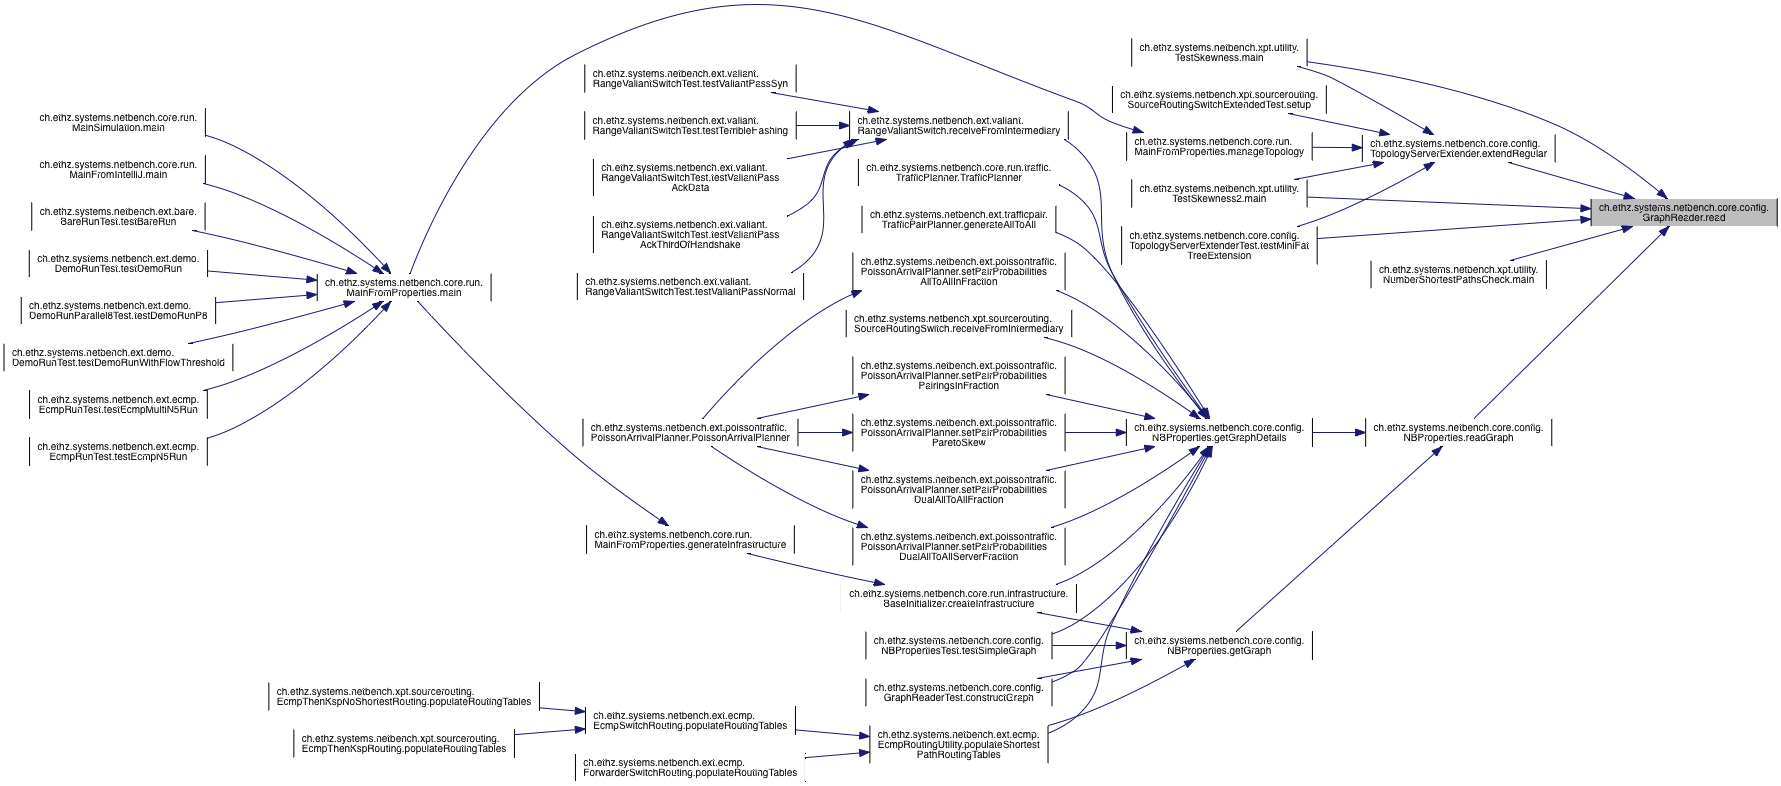 ch.ethz.systems.netbench.core.run.
MainSimulation.main
ch.ethz.systems.netbench.core.run.
MainFromIntelliJ.main
ch.ethz.systems.netbench.ext.bare.
BareRunTest.testBareRun
ch.ethz.systems.netbench.ext.demo.
DemoRunTest.testDemoRun
ch.ethz.systems.netbench.ext.demo.
DemoRunParallel8Test.testDemoRunP8
ch.ethz.systems.netbench.ext.demo.
DemoRunTest.testDemoRunWithFlowThreshold
ch.ethz.systems.netbench.ext.ecmp.
EcmpRunTest.testEcmpMultiN5Run
ch.ethz.systems.netbench.ext.ecmp.
EcmpRunTest.testEcmpN5Run
ch.ethz.systems.netbench.core.run.
MainFromProperties.main
ch.ethz.systems.netbench.xpt.sourcerouting.
EcmpThenKspNoShortestRouting.populateRoutingTables
ch.ethz.systems.netbench.xpt.sourcerouting.
EcmpThenKspRouting.populateRoutingTables
ch.ethz.systems.netbench.ext.valiant.
RangeValiantSwitchTest.testValiantPassSyn
ch.ethz.systems.netbench.ext.valiant.
RangeValiantSwitchTest.testTerribleHashing
ch.ethz.systems.netbench.ext.valiant.
RangeValiantSwitchTest.testValiantPass
AckData
ch.ethz.systems.netbench.ext.valiant.
RangeValiantSwitchTest.testValiantPass
AckThirdOfHandshake
ch.ethz.systems.netbench.ext.valiant.
RangeValiantSwitchTest.testValiantPassNormal
ch.ethz.systems.netbench.ext.poissontraffic.
PoissonArrivalPlanner.PoissonArrivalPlanner
ch.ethz.systems.netbench.core.run.
MainFromProperties.generateInfrastructure
ch.ethz.systems.netbench.ext.ecmp.
EcmpSwitchRouting.populateRoutingTables
ch.ethz.systems.netbench.ext.ecmp.
ForwarderSwitchRouting.populateRoutingTables
ch.ethz.systems.netbench.ext.valiant.
RangeValiantSwitch.receiveFromIntermediary
ch.ethz.systems.netbench.core.run.traffic.
TrafficPlanner.TrafficPlanner
ch.ethz.systems.netbench.ext.trafficpair.
TrafficPairPlanner.generateAllToAll
ch.ethz.systems.netbench.ext.poissontraffic.
PoissonArrivalPlanner.setPairProbabilities
AllToAllInFraction
ch.ethz.systems.netbench.xpt.sourcerouting.
SourceRoutingSwitch.receiveFromIntermediary
ch.ethz.systems.netbench.ext.poissontraffic.
PoissonArrivalPlanner.setPairProbabilities
PairingsInFraction
ch.ethz.systems.netbench.ext.poissontraffic.
PoissonArrivalPlanner.setPairProbabilities
ParetoSkew
ch.ethz.systems.netbench.ext.poissontraffic.
PoissonArrivalPlanner.setPairProbabilities
DualAllToAllFraction
ch.ethz.systems.netbench.ext.poissontraffic.
PoissonArrivalPlanner.setPairProbabilities
DualAllToAllServerFraction
ch.ethz.systems.netbench.core.run.infrastructure.
BaseInitializer.createInfrastructure
ch.ethz.systems.netbench.core.config.
NBPropertiesTest.testSimpleGraph
ch.ethz.systems.netbench.core.config.
GraphReaderTest.constructGraph
ch.ethz.systems.netbench.ext.ecmp.
EcmpRoutingUtility.populateShortest
PathRoutingTables
ch.ethz.systems.netbench.xpt.utility.
TestSkewness.main
ch.ethz.systems.netbench.xpt.sourcerouting.
SourceRoutingSwitchExtendedTest.setup
ch.ethz.systems.netbench.core.run.
MainFromProperties.manageTopology
ch.ethz.systems.netbench.xpt.utility.
TestSkewness2.main
ch.ethz.systems.netbench.core.config.
TopologyServerExtenderTest.testMiniFat
TreeExtension
ch.ethz.systems.netbench.core.config.
NBProperties.getGraphDetails
ch.ethz.systems.netbench.core.config.
NBProperties.getGraph
ch.ethz.systems.netbench.core.config.
TopologyServerExtender.extendRegular
ch.ethz.systems.netbench.xpt.utility.
NumberShortestPathsCheck.main
ch.ethz.systems.netbench.core.config.
NBProperties.readGraph
ch.ethz.systems.netbench.core.config.
GraphReader.read